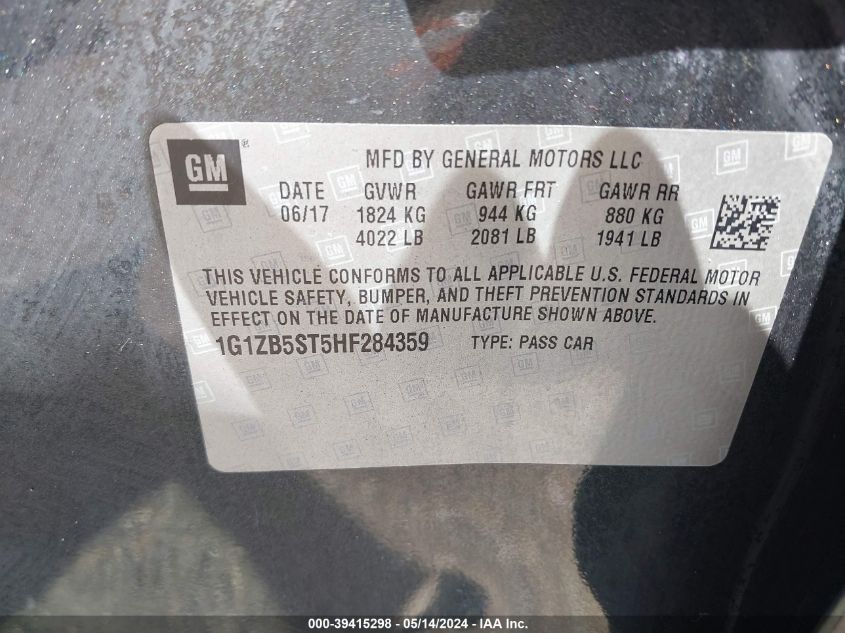 GM
MFD BY GENERAL MOTORS LLC
DATE GVWR GAWR FRT GAWR RR
06/17 1824 KG 944 KG 880 KG
4022 LB 2081 LB 1941 LB
THIS VEHICLE CONFORMS TO ALL APPLICABLE U.S. FEDERAL MOTOR
VEHICLE SAFETY, BUMPER, AND THEFT PREVENTION STANDARDS IN
EFFECT ON THE DATE OF MANUFACTURE SHOWN ABOVE.
1G1ZB5ST5HF284359 TYPE: PASS CAR
000-39415298 - 05/14/2024 - IAA Inc.